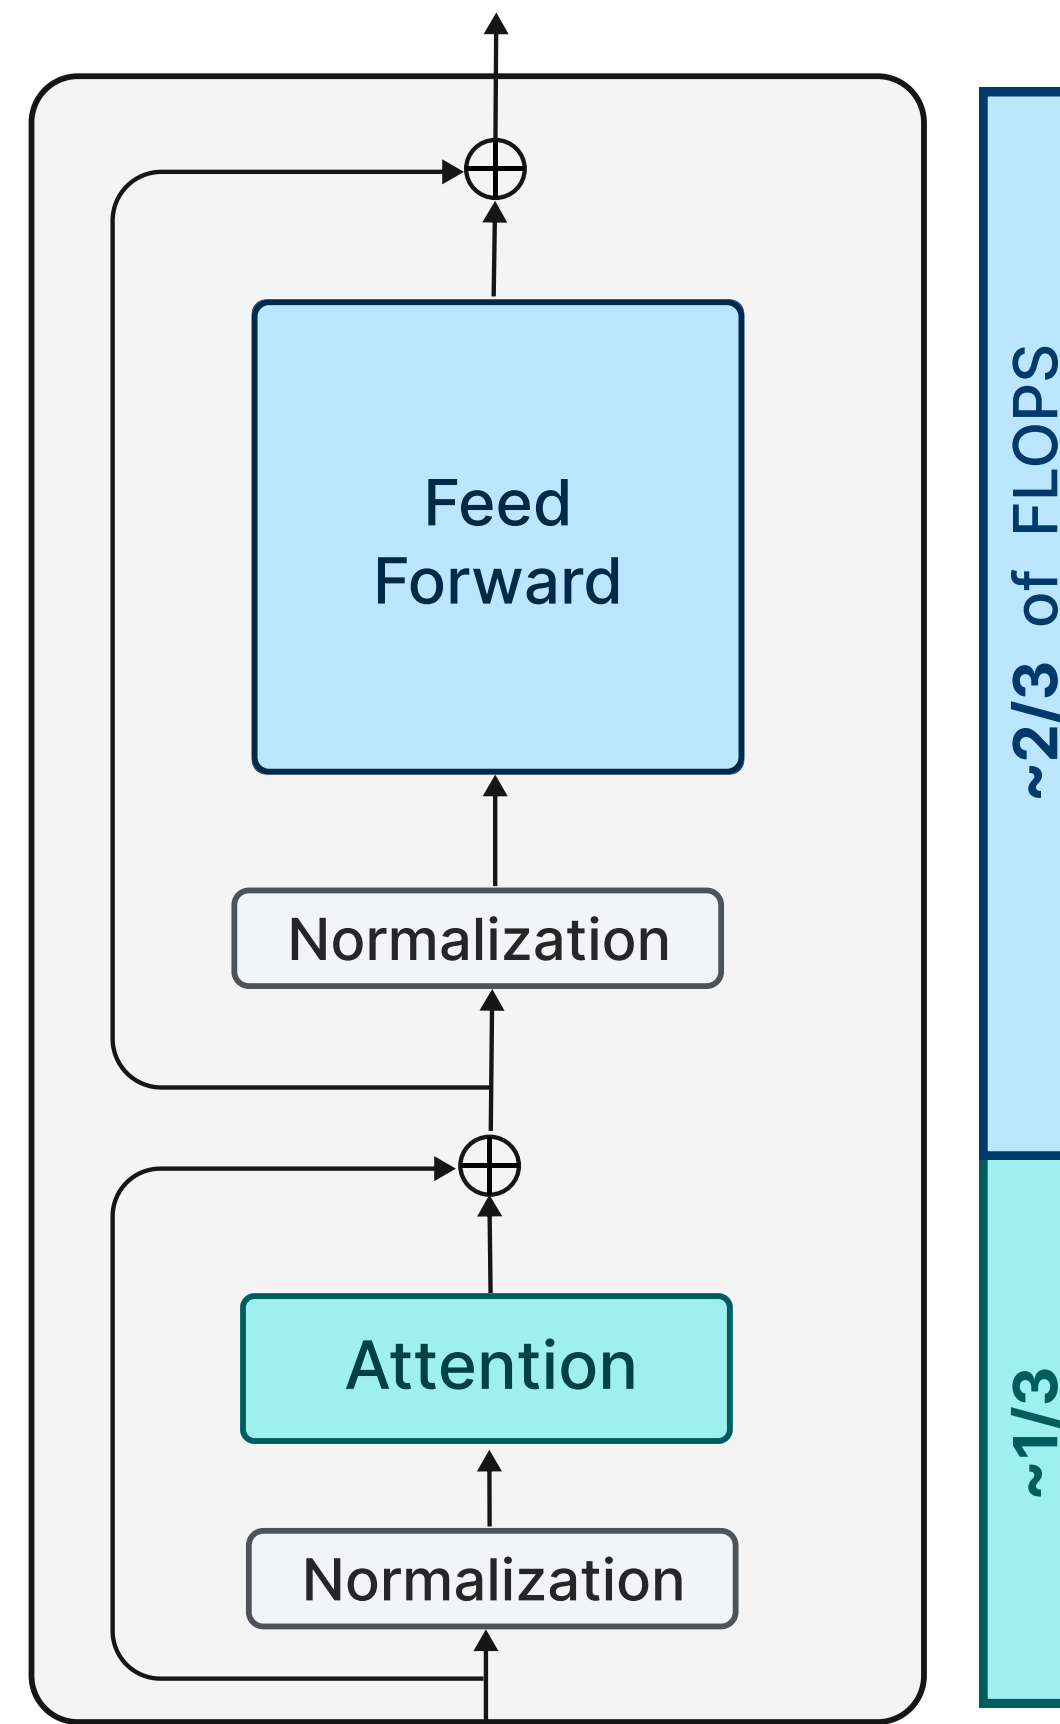 Feed
Forward
Normalization
Attention
Normalization
~2/3 of FLOPS
~1/3